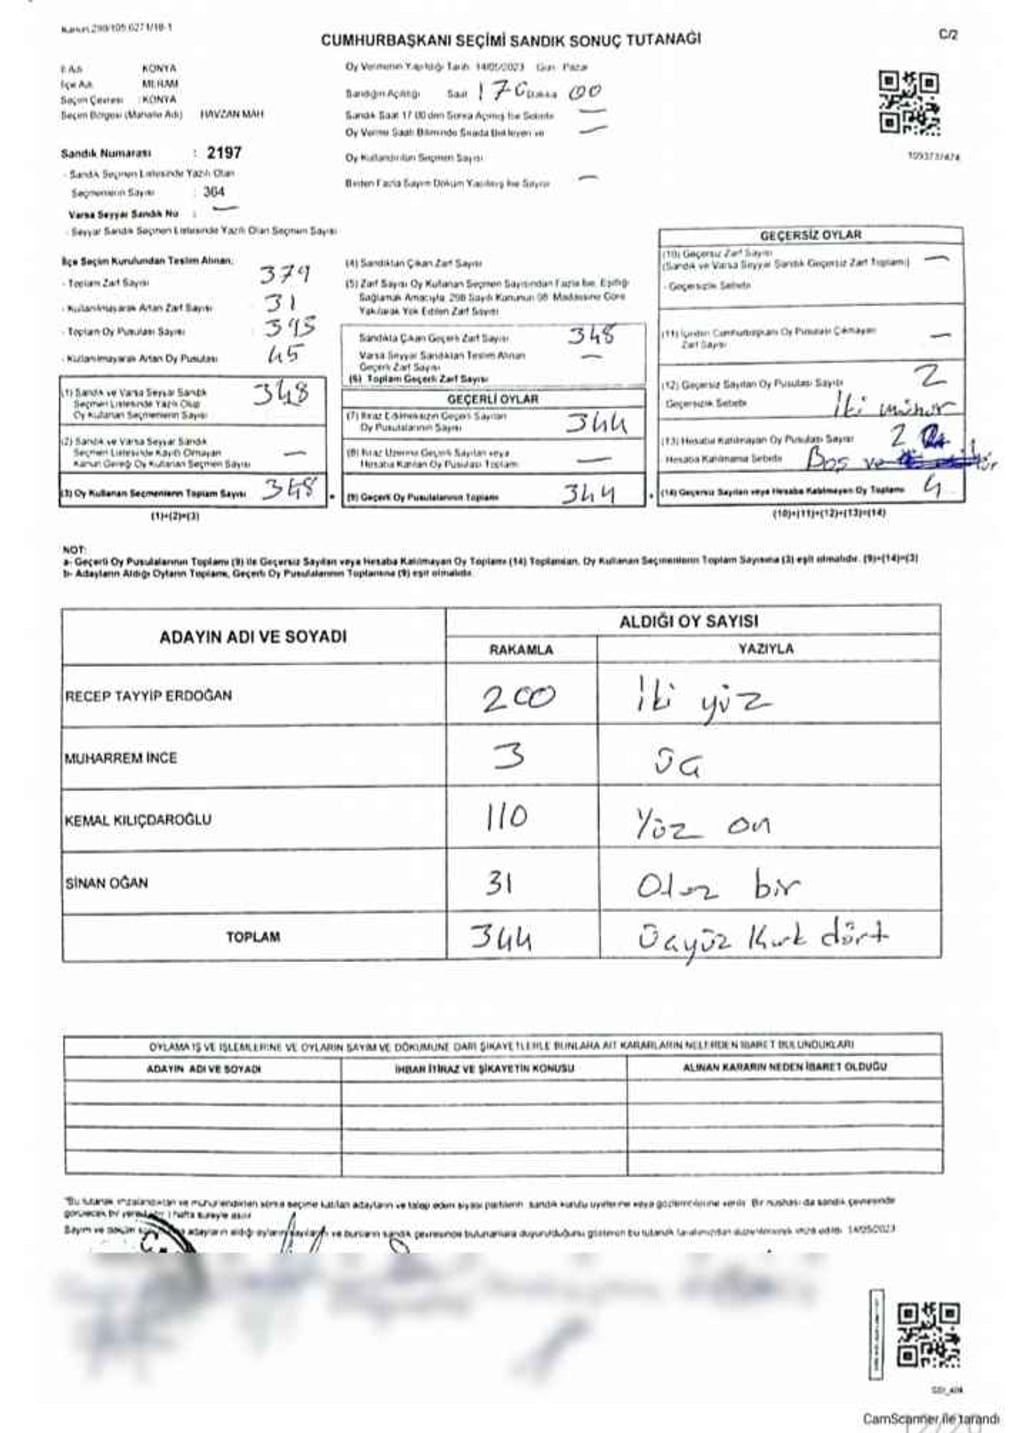 Kanun 298/105 6271/18-1
C/2
CUMHURBAŞKANI SEÇİMİ SANDIK SONUÇ TUTANAĞI
İl Adı KONYA
İlçe Adı MERAM
Seçim Çevresi : KONYA
Seçim Bölgesi (Mahalle Adı) HAVZAN MAH
Sandık Numarası : 2197
- Sandık Seçmen Listesinde Yazılı Olan
Seçmenlerin Sayısı : 364
Varsa Seyyar Sandık No : —
- Seyyar Sandık Seçmen Listesinde Yazılı Olan Seçmen Sayısı
Oy Vermenin Yapıldığı Tarih 14/05/2023 Gün Pazar
Sandığın Açılışı Saat 17 Dakika 00
Sandık Saat 17.00'den Sonra Açılmış İse Sebebi —
Oy Verme Saati Bitiminde Sırada Bekleyen ve —
Oy Kullandırılan Seçmen Sayısı
Birden Fazla Sayım Döküm Yapılmış İse Sayısı —
1093737474
İlçe Seçim Kurulundan Teslim Alınan;
- Toplam Zarf Sayısı 379
- Kullanılmayarak Artan Zarf Sayısı 31
- Toplam Oy Pusulası Sayısı : 393
- Kullanılmayarak Artan Oy Pusulası 45
(1) Sandık ve Varsa Seyyar Sandık
Seçmen Listesinde Yazılı Olup
Oy Kullanan Seçmenlerin Sayısı 348
(2) Sandık ve Varsa Seyyar Sandık
Seçmen Listesinde Kayıtlı Olmayan
Kanun Gereği Oy Kullanan Seçmen Sayısı —
(3) Oy Kullanan Seçmenlerin Toplam Sayısı 348
(1)+(2)=(3)
(4) Sandıktan Çıkan Zarf Sayısı
(5) Zarf Sayısı Oy Kullanan Seçmen Sayısından Fazla İse, Eşitliği
Sağlamak Amacıyla 298 Sayılı Kanunun 98. Maddesine Göre
Yakılarak Yok Edilen Zarf Sayısı
Sandıkta Çıkan Geçerli Zarf Sayısı 348
Varsa Seyyar Sandıktan Teslim Alınan
Geçerli Zarf Sayısı —
(6) Toplam Geçerli Zarf Sayısı
GEÇERLİ OYLAR
(7) İtiraz Edilmeksizin Geçerli Sayılan
Oy Pusulalarının Sayısı 344
(8) İtiraz Üzerine Geçerli Sayılan veya
Hesaba Katılan Oy Pusulası Toplamı —
(9) Geçerli Oy Pusulalarının Toplamı 344
GEÇERSİZ OYLAR
(10) Geçersiz Zarf Sayısı
(Sandık ve Varsa Seyyar Sandık Geçersiz Zarf Toplamı) —
- Geçersizlik Sebebi
(11) İçinden Cumhurbaşkanı Oy Pusulası Çıkmayan
Zarf Sayısı —
(12) Geçersiz Sayılan Oy Pusulası Sayısı 2
Geçersizlik Sebebi İki mühür
(13) Hesaba Katılmayan Oy Pusulası Sayısı 2
Hesaba Katılmama Sebebi Boş ve
(14) Geçersiz Sayılan veya Hesaba Katılmayan Oy Toplamı 4
(10)+(11)+(12)+(13)=(14)
NOT:
a- Geçerli Oy Pusulalarının Toplamı (9) ile Geçersiz Sayılan veya Hesaba Katılmayan Oy Toplamı (14) Toplamları, Oy Kullanan Seçmenlerin Toplam Sayısına (3) eşit olmalıdır. (9)+(14)=(3)
b- Adayların Aldığı Oyların Toplamı, Geçerli Oy Pusulalarının Toplamına (9) eşit olmalıdır.
ADAYIN ADI VE SOYADI ALDIĞI OY SAYISI
RAKAMLA YAZIYLA
RECEP TAYYİP ERDOĞAN 200 İki yüz
MUHARREM İNCE 3 Üç
KEMAL KILIÇDAROĞLU 110 Yüz on
SİNAN OĞAN 31 Otuz bir
TOPLAM 344 Üçyüz kırk dört
OYLAMA İŞ VE İŞLEMLERİNE VE OYLARIN SAYIM VE DÖKÜMÜNE DAİR ŞİKAYETLERLE BUNLARA AİT KARARLARIN NELERDEN İBARET BULUNDUKLARI
ADAYIN ADI VE SOYADI İHBAR İTİRAZ VE ŞİKAYETİN KONUSU ALINAN KARARIN NEDEN İBARET OLDUĞU
"Bu tutanak imzalandıktan ve mühürlendikten sonra seçime katılan adayların ve talep eden siyasi partilerin sandık kurulu üyelerine veya gözlemcilerine verilir. Bir nüshası da sandık çevresinde
görülecek bir yere asılır 1 hafta süreyle asılır
Sayım ve döküm adayların aldığı oyların ve bunların sandık çevresinde bulunanlara duyurulduğunu gösteren bu tutanak tarafımızdan düzenlenerek imza edildi 14/05/2023
CamScanner ile tarandı